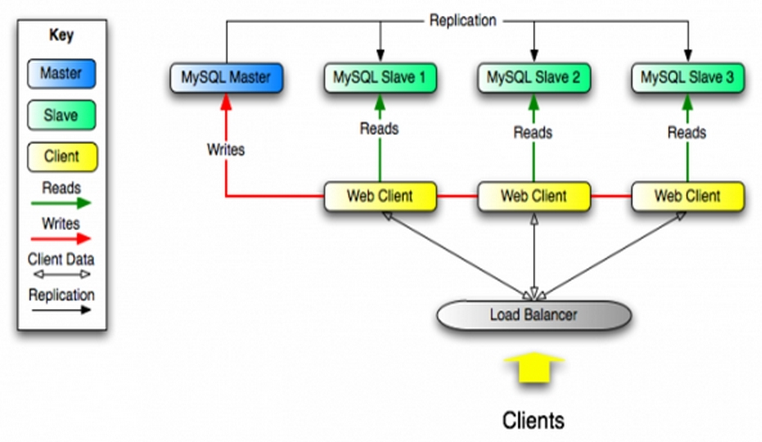 Key
Master
Slave
Client
Reads
Writes
Client Data
Replication
Replication
MySQL Master
MySQL Slave 1
MySQL Slave 2
MySQL Slave 3
Writes
Reads
Reads
Reads
Web Client
Web Client
Web Client
Load Balancer
Clients